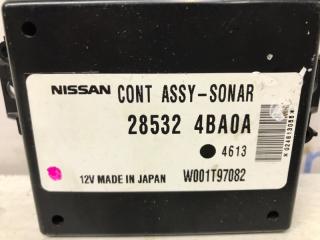 NISSAN CONT ASSY-SONAR
28532 4BA0A
4613
12V MADE IN JAPAN W001T97082